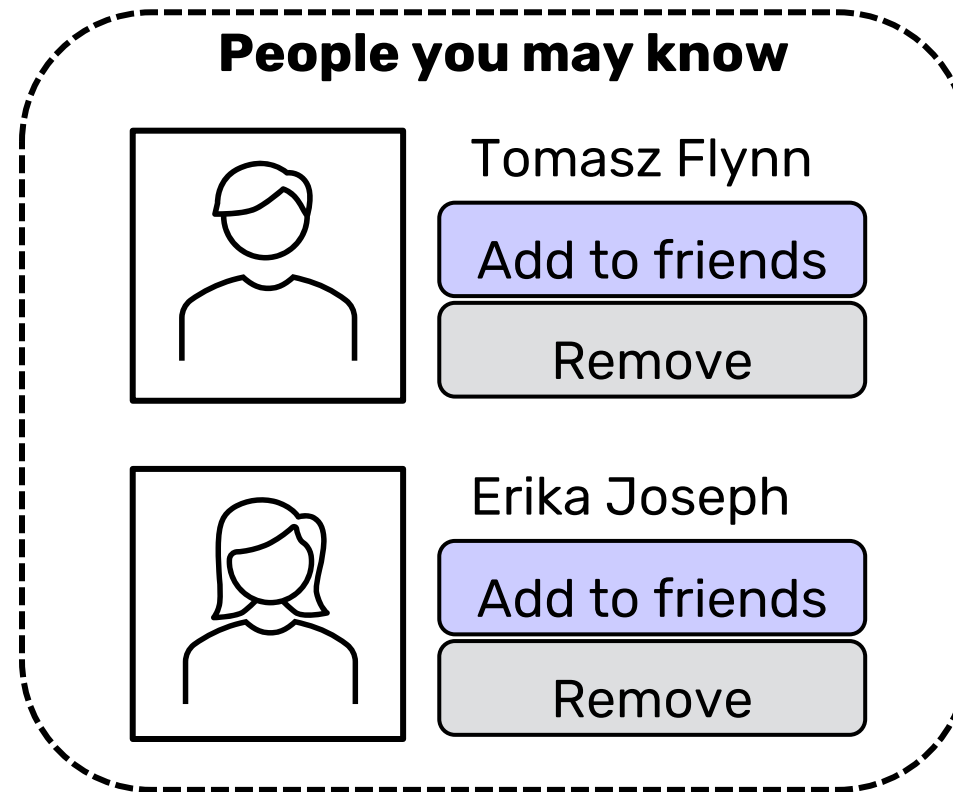 People you may know
Tomasz Flynn
Add to friends
Remove
Erika Joseph
Add to friends
Remove